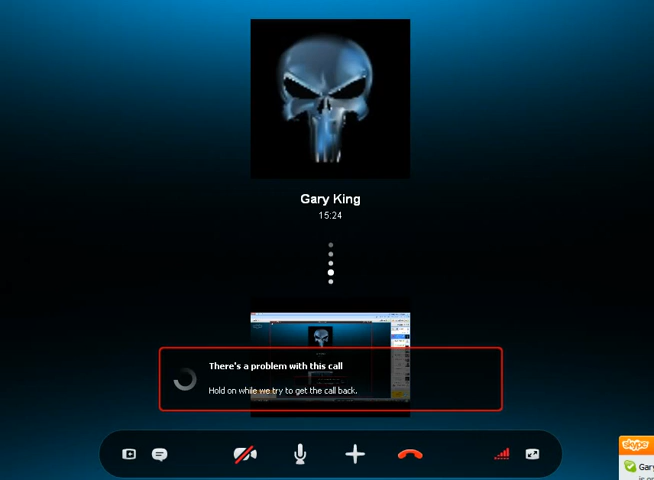 Gary King
15:24
There's a problem with this call
Hold on while we try to get the call back.
skype
Gary